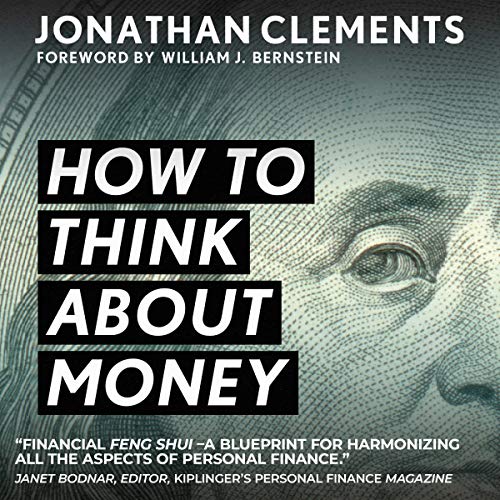 JONATHAN CLEMENTS
FOREWORD BY WILLIAM J. BERNSTEIN
HOW TO
THINK
ABOUT
MONEY
“FINANCIAL FENG SHUI –A BLUEPRINT FOR HARMONIZING
ALL THE ASPECTS OF PERSONAL FINANCE.”
JANET BODNAR, EDITOR, KIPLINGER'S PERSONAL FINANCE MAGAZINE